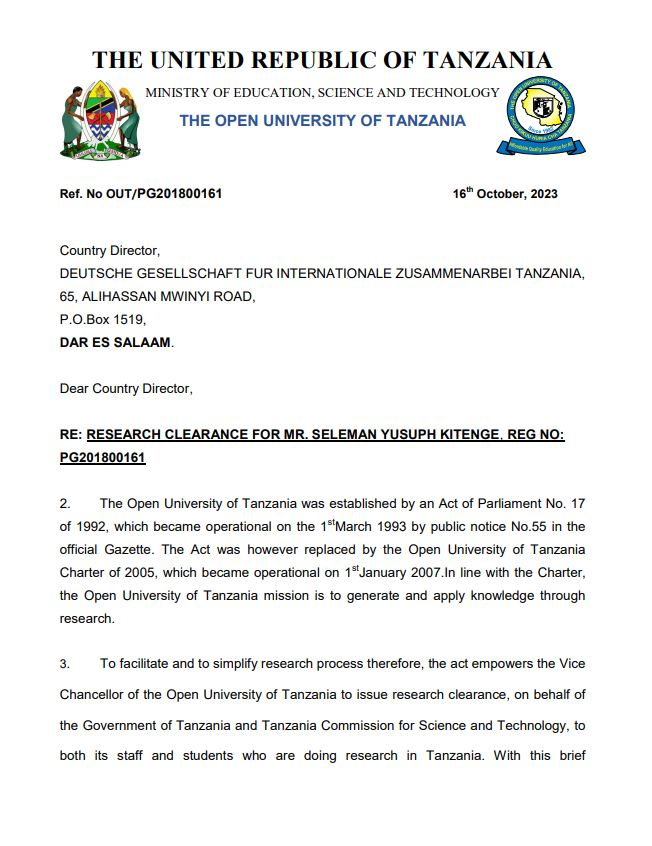 THE UNITED REPUBLIC OF TANZANIA
MINISTRY OF EDUCATION, SCIENCE AND TECHNOLOGY
THE OPEN UNIVERSITY OF TANZANIA
Ref. No OUT/PG201800161 16th October, 2023
Country Director,
DEUTSCHE GESELLSCHAFT FUR INTERNATIONALE ZUSAMMENARBEI TANZANIA,
65, ALIHASSAN MWINYI ROAD,
P.O.Box 1519,
DAR ES SALAAM.
Dear Country Director,
RE: RESEARCH CLEARANCE FOR MR. SELEMAN YUSUPH KITENGE, REG NO:
PG201800161
2. The Open University of Tanzania was established by an Act of Parliament No. 17
of 1992, which became operational on the 1stMarch 1993 by public notice No.55 in the
official Gazette. The Act was however replaced by the Open University of Tanzania
Charter of 2005, which became operational on 1stJanuary 2007.In line with the Charter,
the Open University of Tanzania mission is to generate and apply knowledge through
research.
3. To facilitate and to simplify research process therefore, the act empowers the Vice
Chancellor of the Open University of Tanzania to issue research clearance, on behalf of
the Government of Tanzania and Tanzania Commission for Science and Technology, to
both its staff and students who are doing research in Tanzania. With this brief